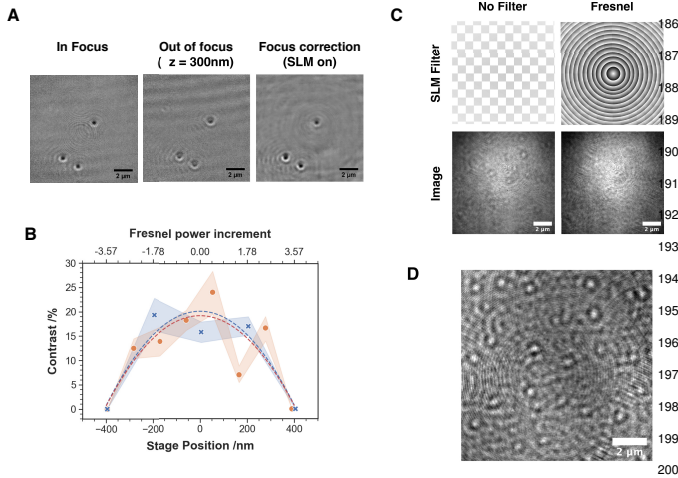 A
In Focus
Out of focus
( z = 300nm)
Focus correction
(SLM on)
2 μm
2 μm
2 μm
B
Fresnel power increment
-3.57 -1.78 0.00 1.78 3.57
Contrast /%
30
25
20
15
10
5
0
−400 −200 0 200 400
Stage Position /nm
C
No Filter
Fresnel
SLM Filter
Image
2 μm
2 μm
D
2 μm
186
187
188
189
190
191
192
193
194
195
196
197
198
199
200